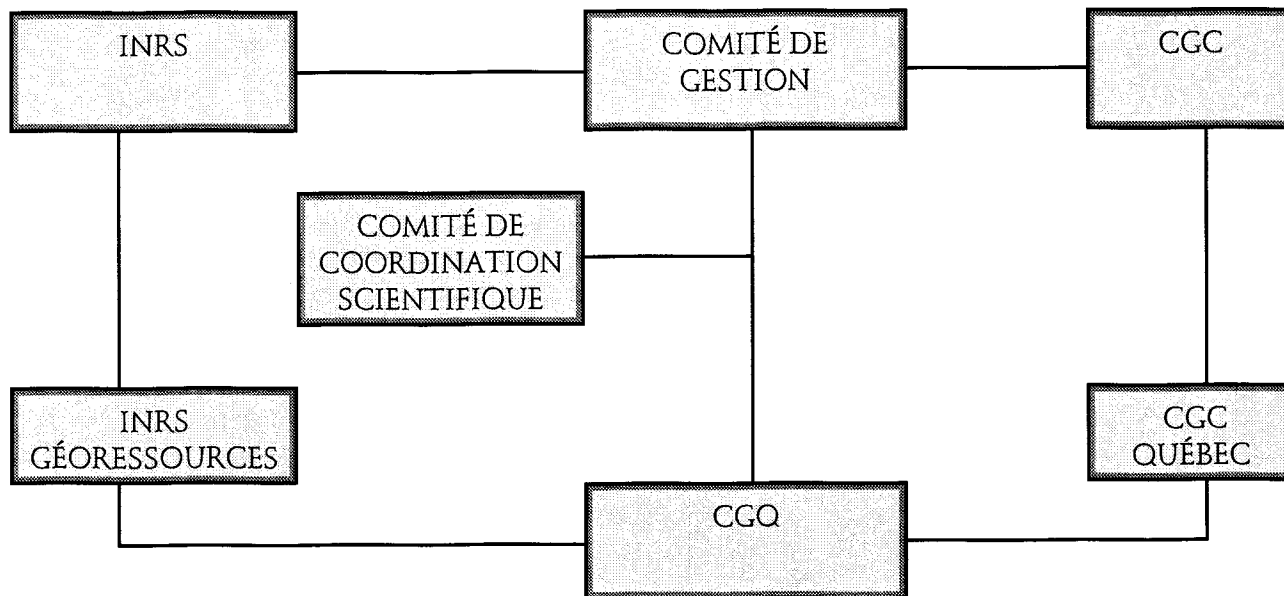 INRS
COMITÉ DE
GESTION
CGC
COMITÉ DE
COORDINATION
SCIENTIFIQUE
INRS
GÉORESSOURCES
CGC
QUÉBEC
CGQ